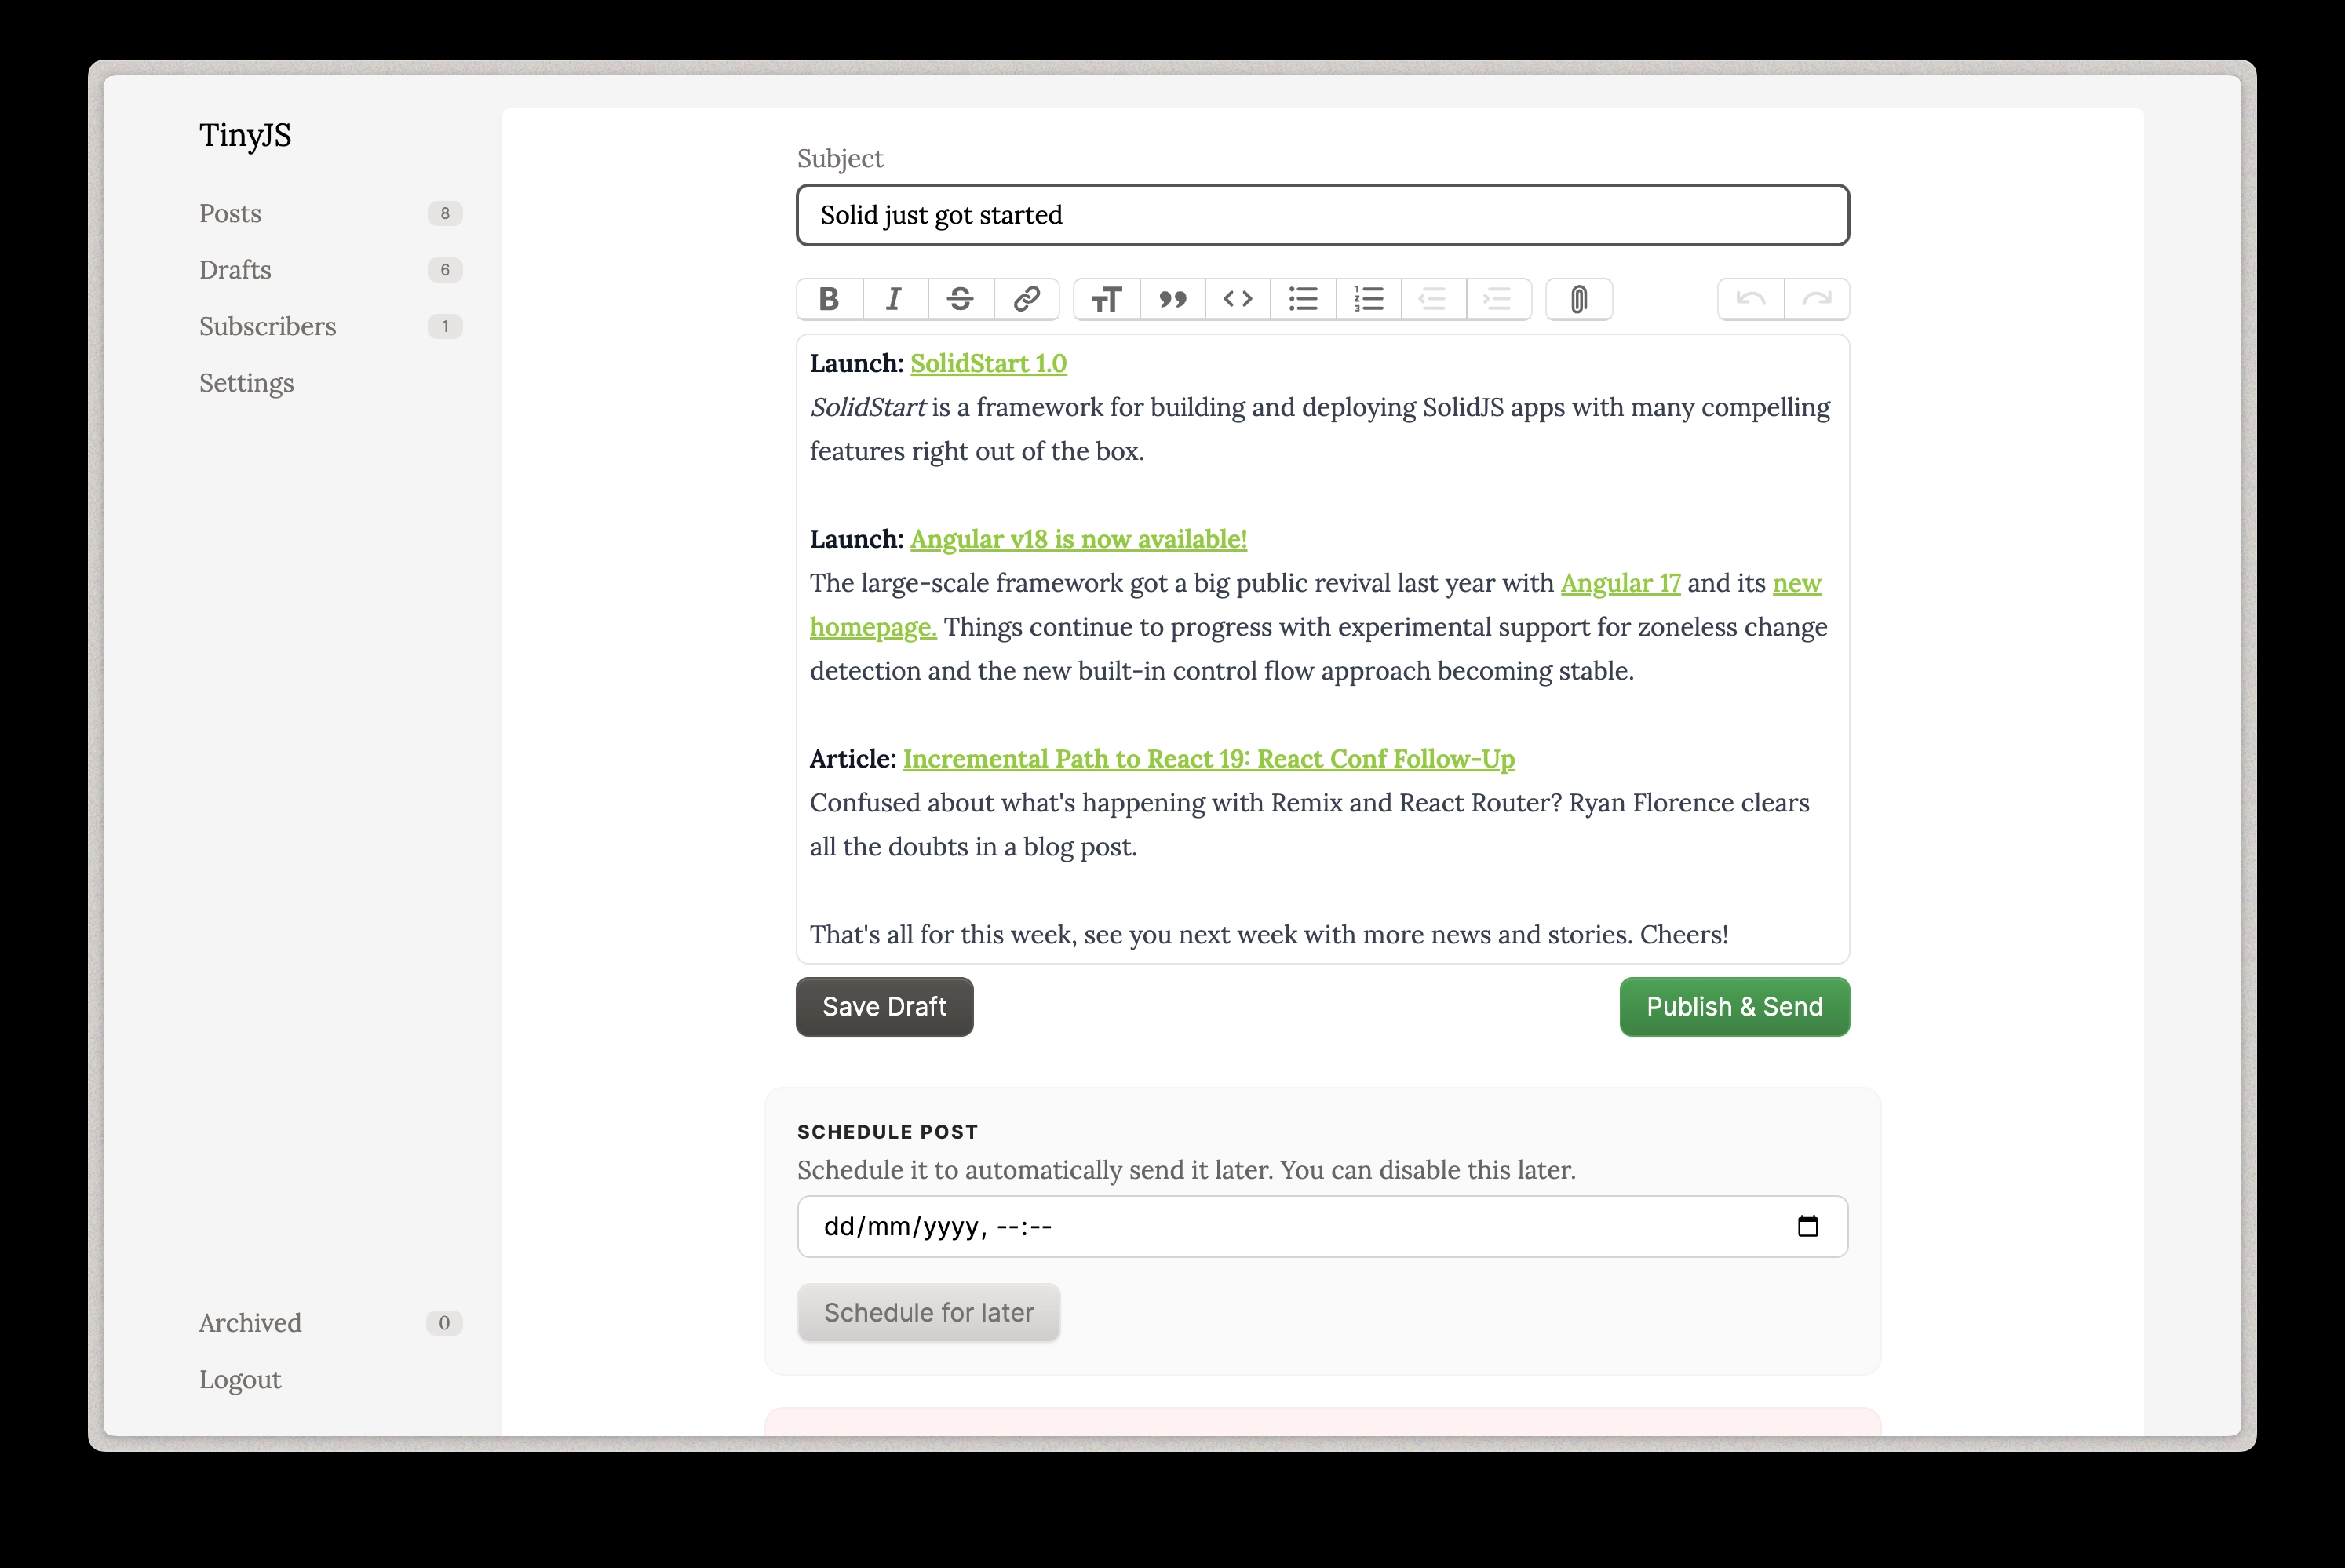 TinyJS
Posts 8
Drafts 6
Subscribers 1
Settings
Archived 0
Logout
Subject
Solid just got started
Launch: SolidStart 1.0
SolidStart is a framework for building and deploying SolidJS apps with many compelling
features right out of the box.
Launch: Angular v18 is now available!
The large-scale framework got a big public revival last year with Angular 17 and its new
homepage. Things continue to progress with experimental support for zoneless change
detection and the new built-in control flow approach becoming stable.
Article: Incremental Path to React 19: React Conf Follow-Up
Confused about what's happening with Remix and React Router? Ryan Florence clears
all the doubts in a blog post.
That's all for this week, see you next week with more news and stories. Cheers!
Save Draft
Publish & Send
SCHEDULE POST
Schedule it to automatically send it later. You can disable this later.
dd/mm/yyyy, --:--
Schedule for later